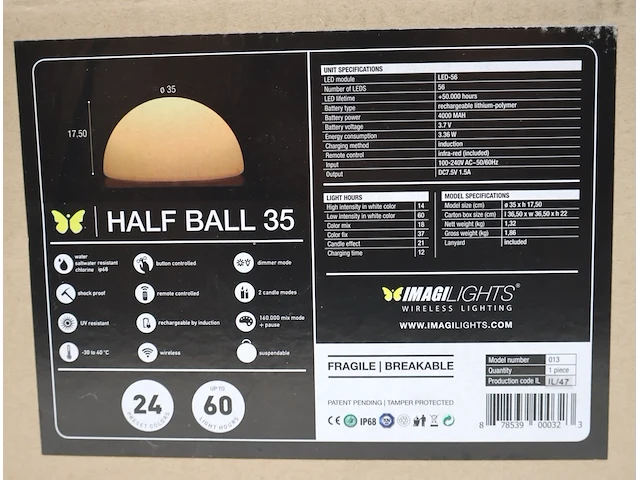 ø 35
17.50
HALF BALL 35
water
saltwater resistant
chlorine ip68
button controlled
dimmer mode
shock proof
remote controlled
2 candle modes
UV resistant
rechargeable by induction
160.000 mix mode
+ pause
-30 to 60 °C
wireless
suspendable
24
PRESET COLORS
UP TO
60
LIGHT HOURS
UNIT SPECIFICATIONS
LED module LED-56
Number of LEDS 56
LED lifetime +50.000 hours
Battery type rechargeable lithium-polymer
Battery power 4000 MAH
Battery voltage 3.7 V
Energy consumption 3.36 W
Charging method induction
Remote control infra-red (included)
Input 100-240V AC~50/60Hz
Output DC7.5V 1.5A
LIGHT HOURS
High intensity in white color 14
Low intensity in white color 60
Color mix 18
Color fix 37
Candle effect 21
Charging time 12
MODEL SPECIFICATIONS
Model size (cm) ø 35 x h 17,50
Carton box size (cm) l 36,50 x w 36,50 x h 22
Nett weight (kg) 1,32
Gross weight (kg) 1,86
Lanyard included
IMAGILIGHTS®
WIRELESS LIGHTING
WWW.IMAGILIGHTS.COM
FRAGILE | BREAKABLE
PATENT PENDING | TAMPER PROTECTED
CE IP68
Model number 013
Quantity 1 piece
Production code IL IL/47
8 78539 00032 3